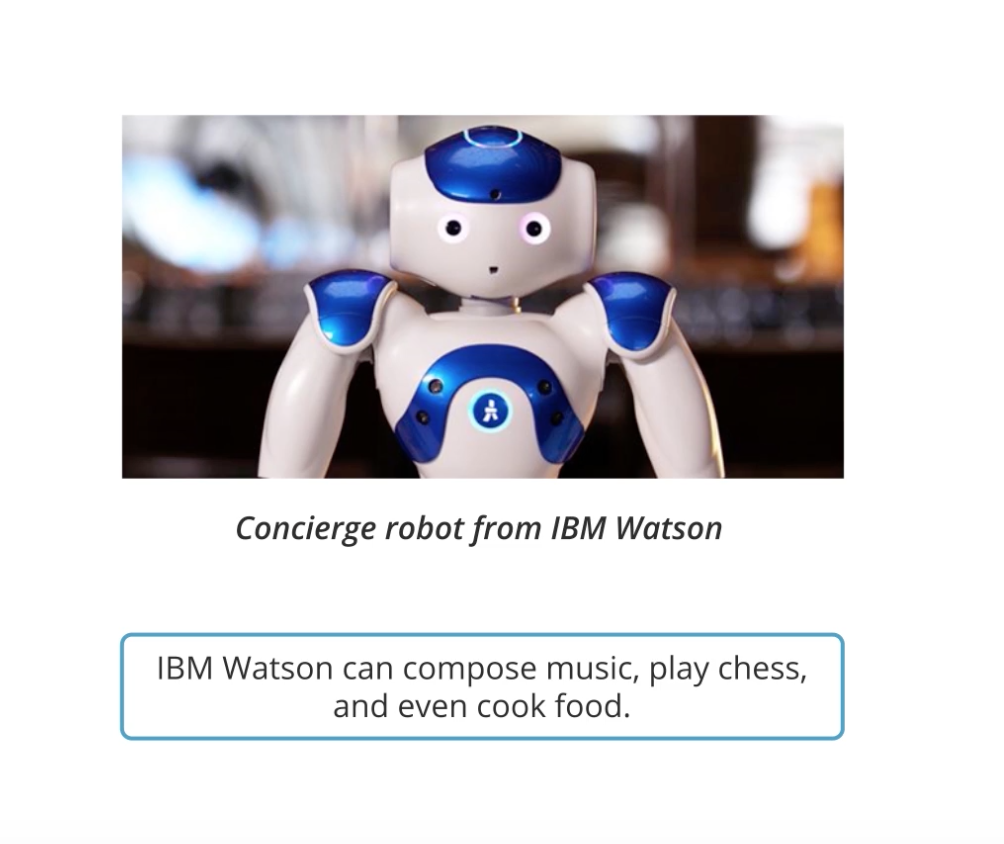 Concierge robot from IBM Watson
IBM Watson can compose music, play chess,
and even cook food.